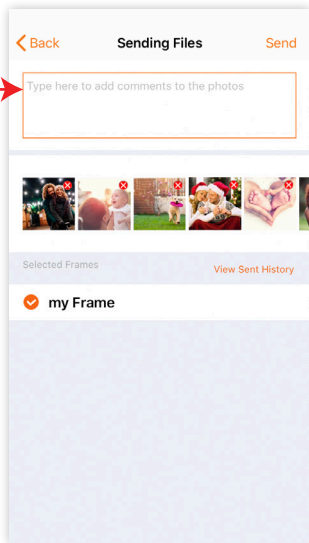 Back Sending Files Send
Type here to add comments to the photos
Selected Frames View Sent History
my Frame